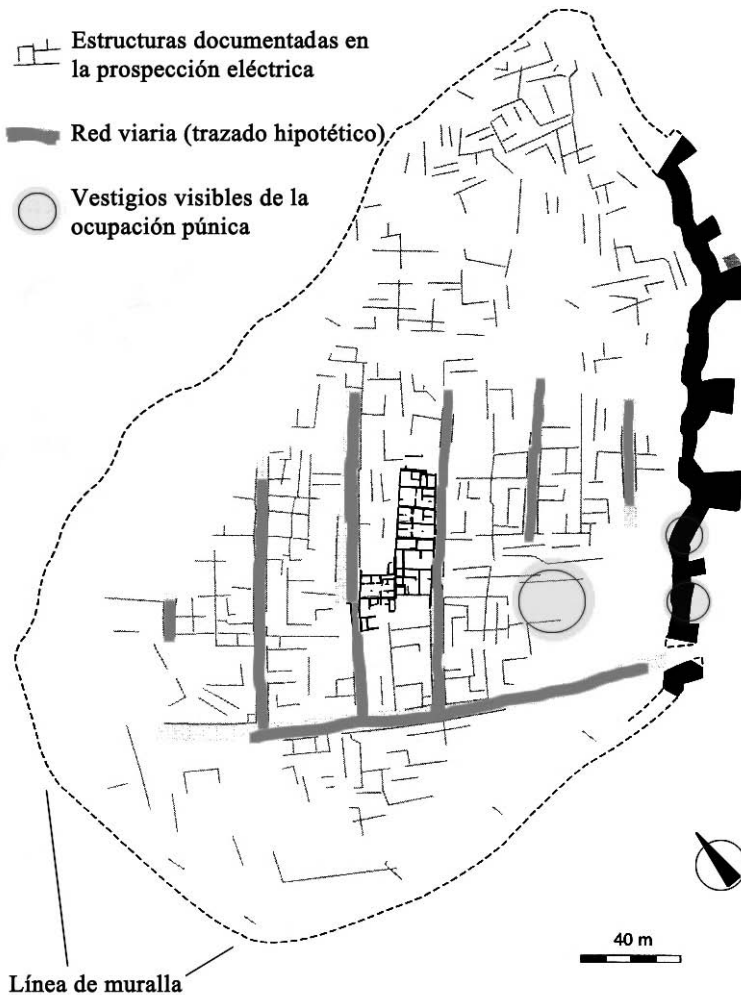 Estructuras documentadas en
la prospección eléctrica
Red viaria (trazado hipotético)
Vestigios visibles de la
ocupación púnica
40 m
Línea de muralla